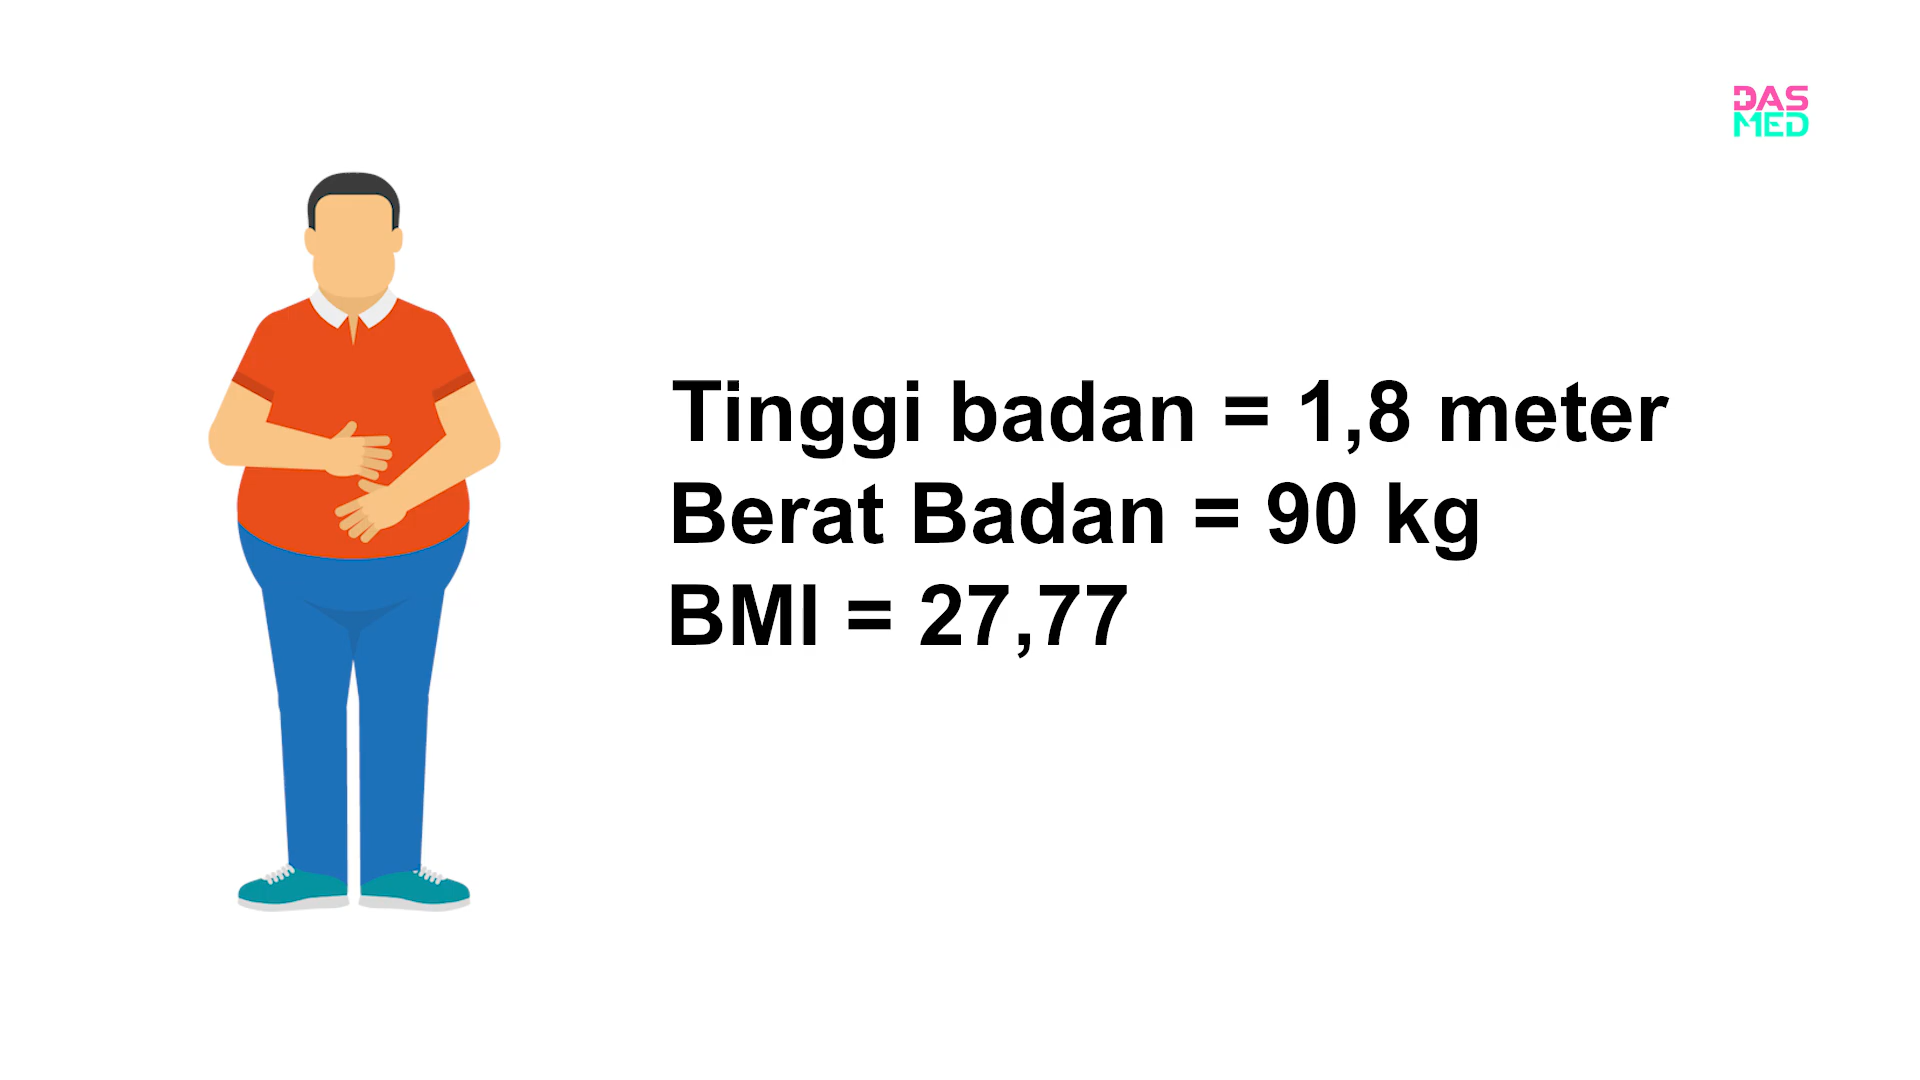 DAS
MED
Tinggi badan = 1,8 meter
Berat Badan = 90 kg
BMI = 27,77